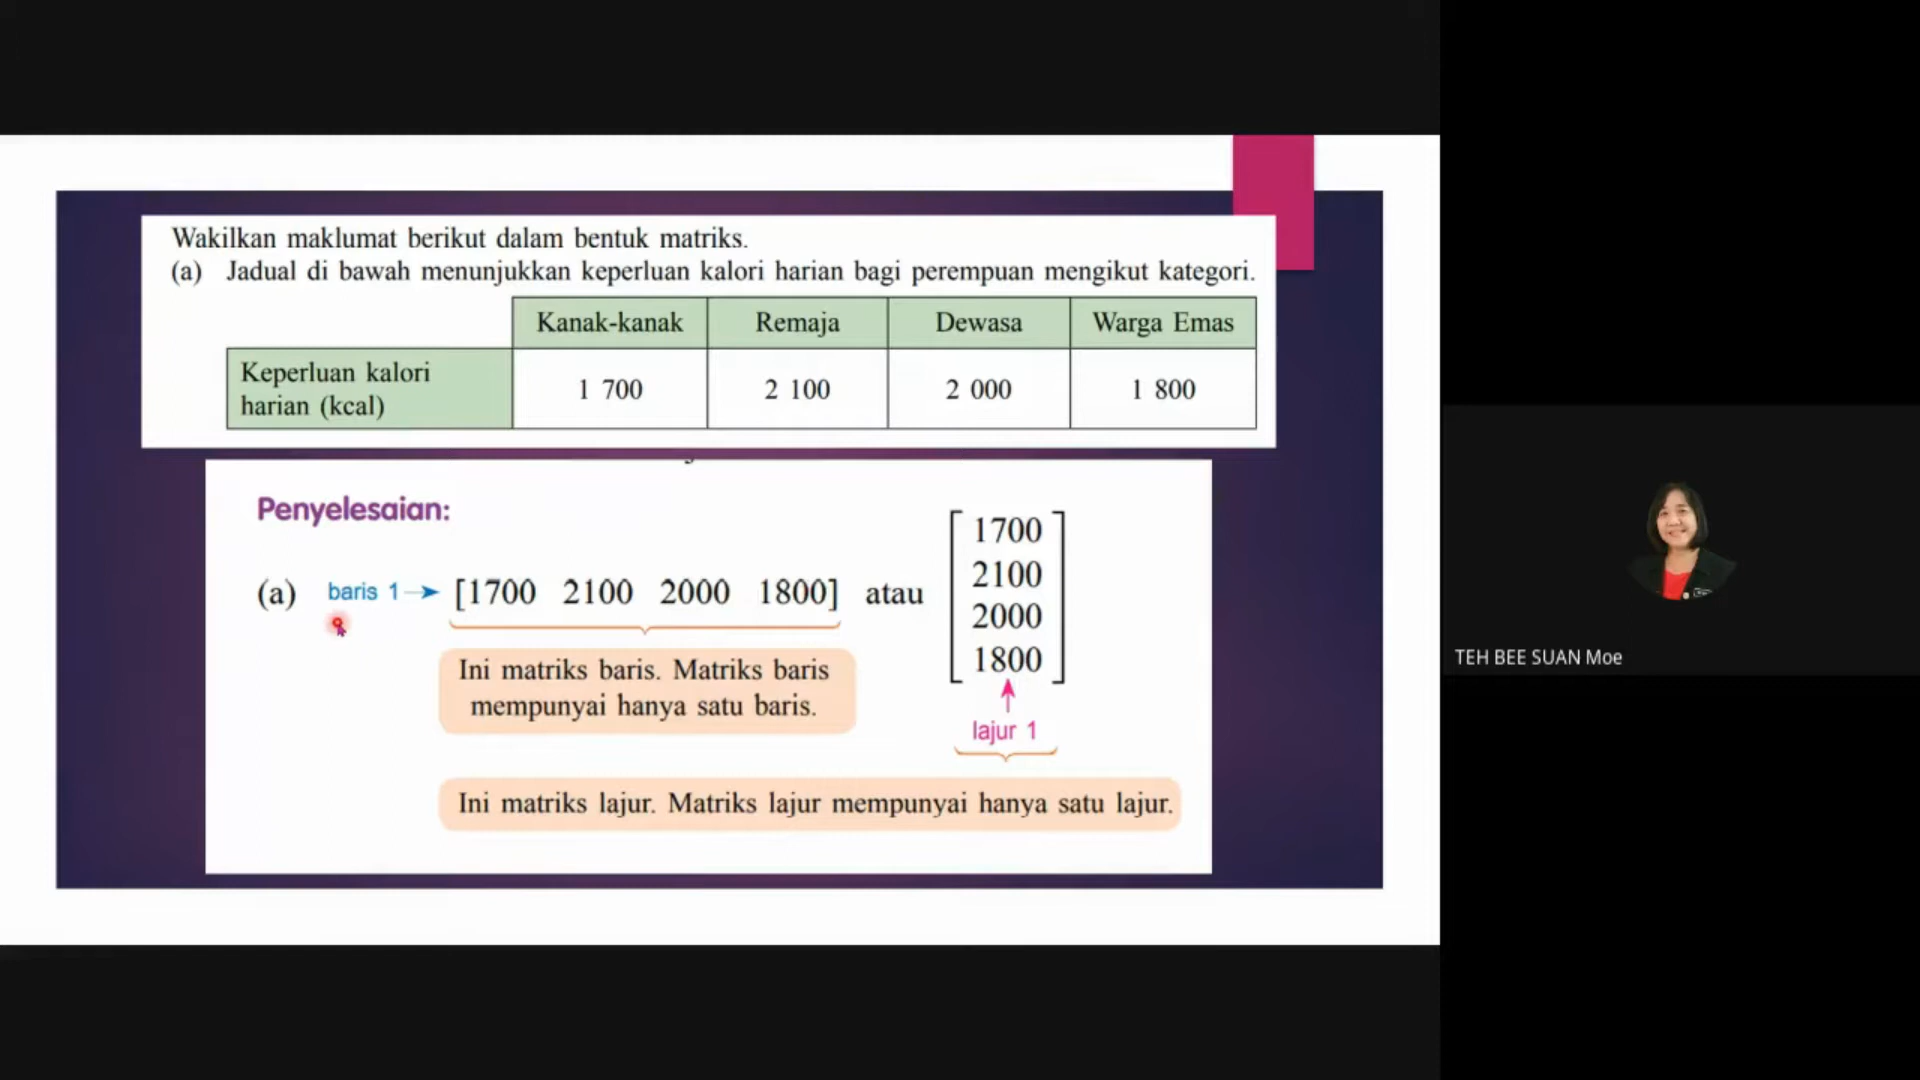 Wakilkan maklumat berikut dalam bentuk matriks.
(a) Jadual di bawah menunjukkan keperluan kalori harian bagi perempuan mengikut kategori.
Kanak-kanak Remaja Dewasa Warga Emas
Keperluan kalori
harian (kcal)
1 700 2 100 2 000 1 800
Penyelesaian:
(a) baris 1 → [1700 2100 2000 1800] atau
1700
2100
2000
1800
lajur 1
Ini matriks baris. Matriks baris
mempunyai hanya satu baris.
Ini matriks lajur. Matriks lajur mempunyai hanya satu lajur.
TEH BEE SUAN Moe